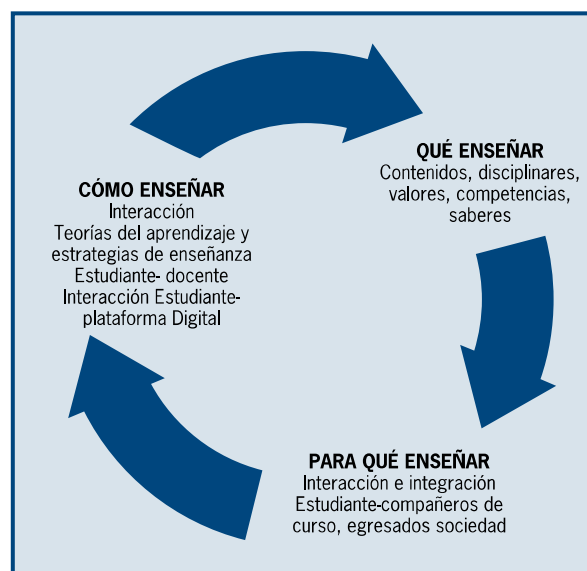 QUÉ ENSEÑAR
Contenidos, disciplinares,
valores, competencias,
saberes
CÓMO ENSEÑAR
Interacción
Teorías del aprendizaje y
estrategias de enseñanza
Estudiante- docente
Interacción Estudiante-
plataforma Digital
PARA QUÉ ENSEÑAR
Interacción e integración
Estudiante-compañeros de
curso, egresados sociedad